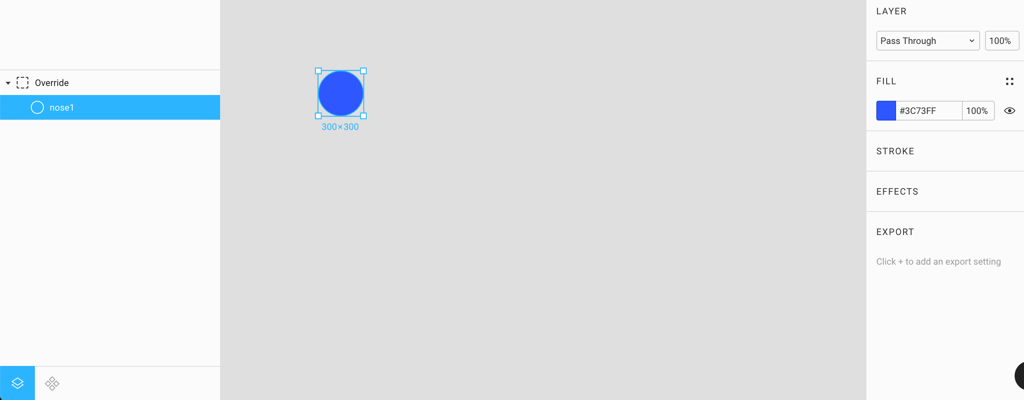 Override
nose1
300×300
LAYER
Pass Through
100%
FILL
#3C73FF
100%
STROKE
EFFECTS
EXPORT
Click + to add an export setting